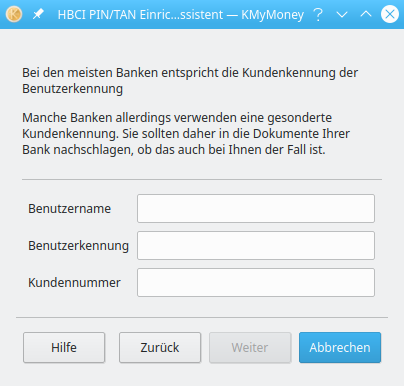 HBCI PIN/TAN Einric...ssistent — KMyMoney
Bei den meisten Banken entspricht die Kundenkennung der
Benutzerkennung
Manche Banken allerdings verwenden eine gesonderte
Kundenkennung. Sie sollten daher in die Dokumente Ihrer
Bank nachschlagen, ob das auch bei Ihnen der Fall ist.
Benutzername
Benutzerkennung
Kundennummer
Hilfe
Zurück
Weiter
Abbrechen